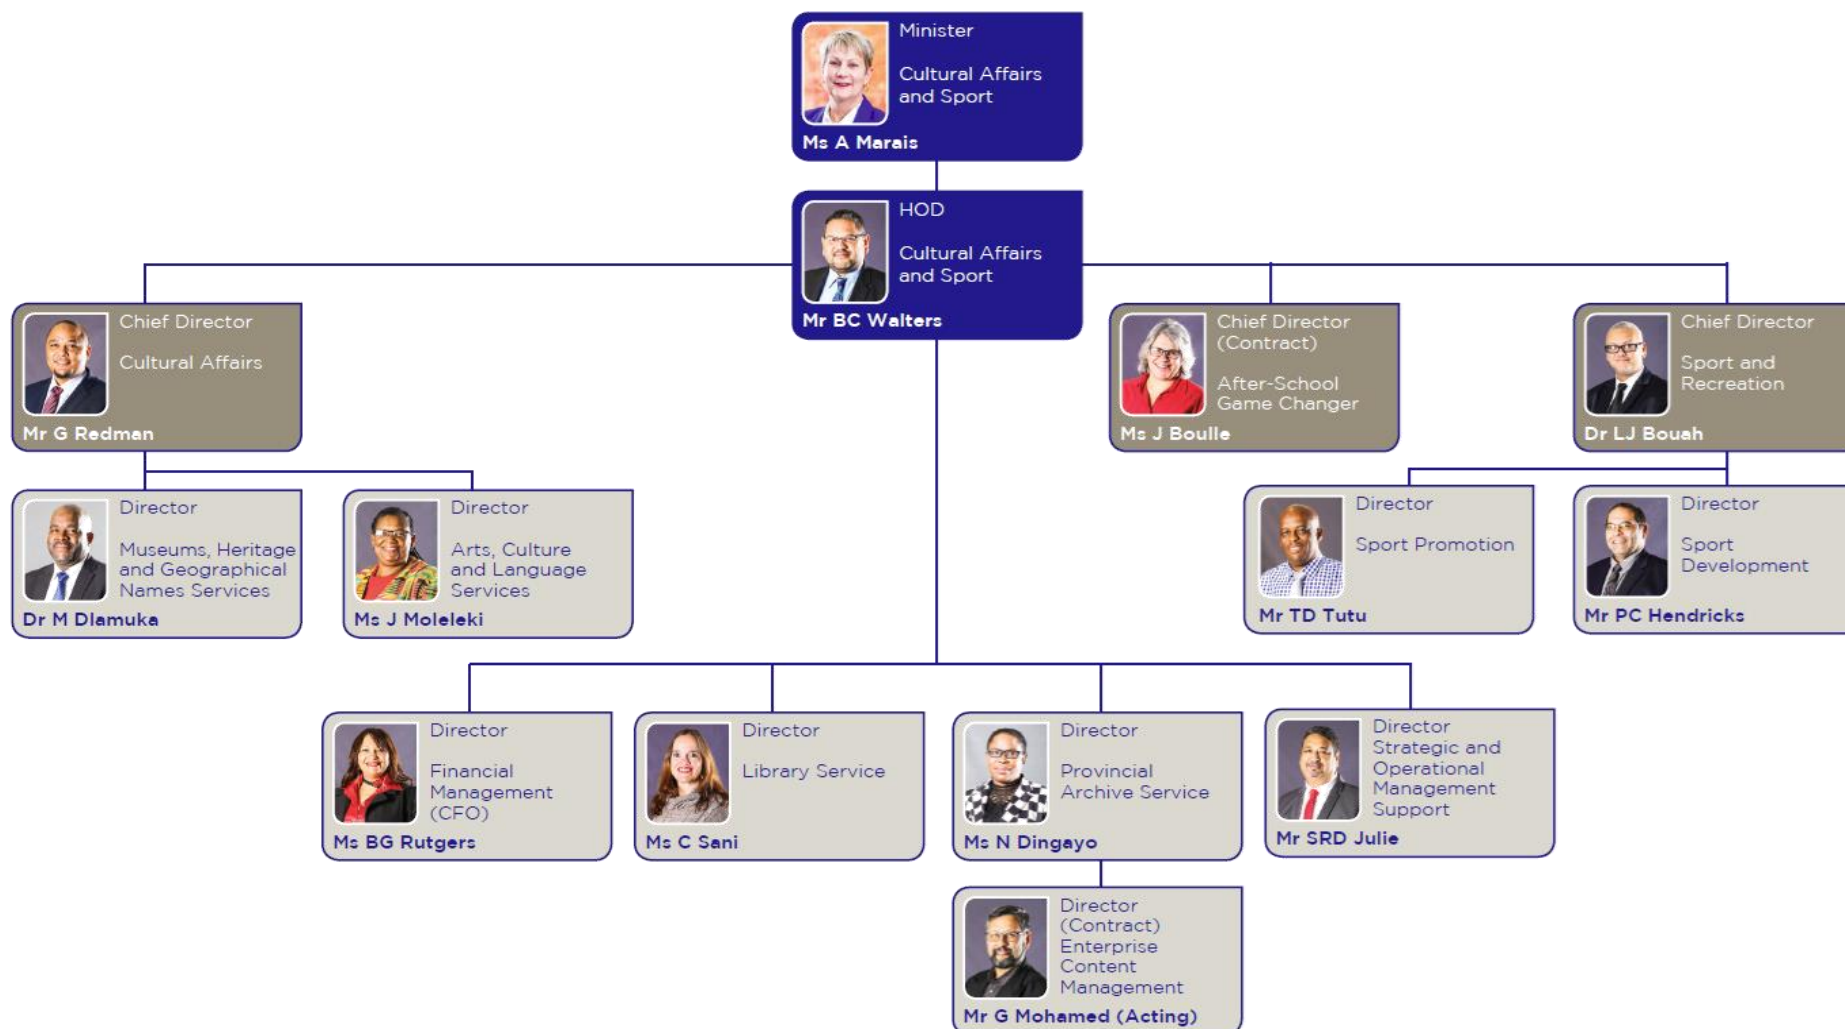 Minister
Cultural Affairs
and Sport
Ms A Marais
HOD
Cultural Affairs
and Sport
Mr BC Walters
Chief Director
Cultural Affairs
Mr G Redman
Chief Director
(Contract)
After-School
Game Changer
Ms J Boulle
Chief Director
Sport and
Recreation
Dr LJ Bouah
Director
Museums, Heritage
and Geographical
Names Services
Dr M Dlamuka
Director
Arts, Culture
and Language
Services
Ms J Moleleki
Director
Sport Promotion
Mr TD Tutu
Director
Sport
Development
Mr PC Hendricks
Director
Financial
Management
(CFO)
Ms BG Rutgers
Director
Library Service
Ms C Sani
Director
Provincial
Archive Service
Ms N Dingayo
Director
Strategic and
Operational
Management
Support
Mr SRD Julie
Director
(Contract)
Enterprise
Content
Management
Mr G Mohamed (Acting)